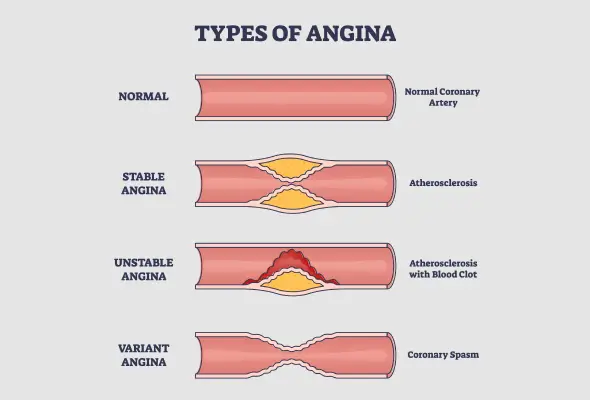 TYPES OF ANGINA
NORMAL
Normal Coronary
Artery
STABLE
ANGINA
Atherosclerosis
UNSTABLE
ANGINA
Atherosclerosis
with Blood Clot
VARIANT
ANGINA
Coronary Spasm